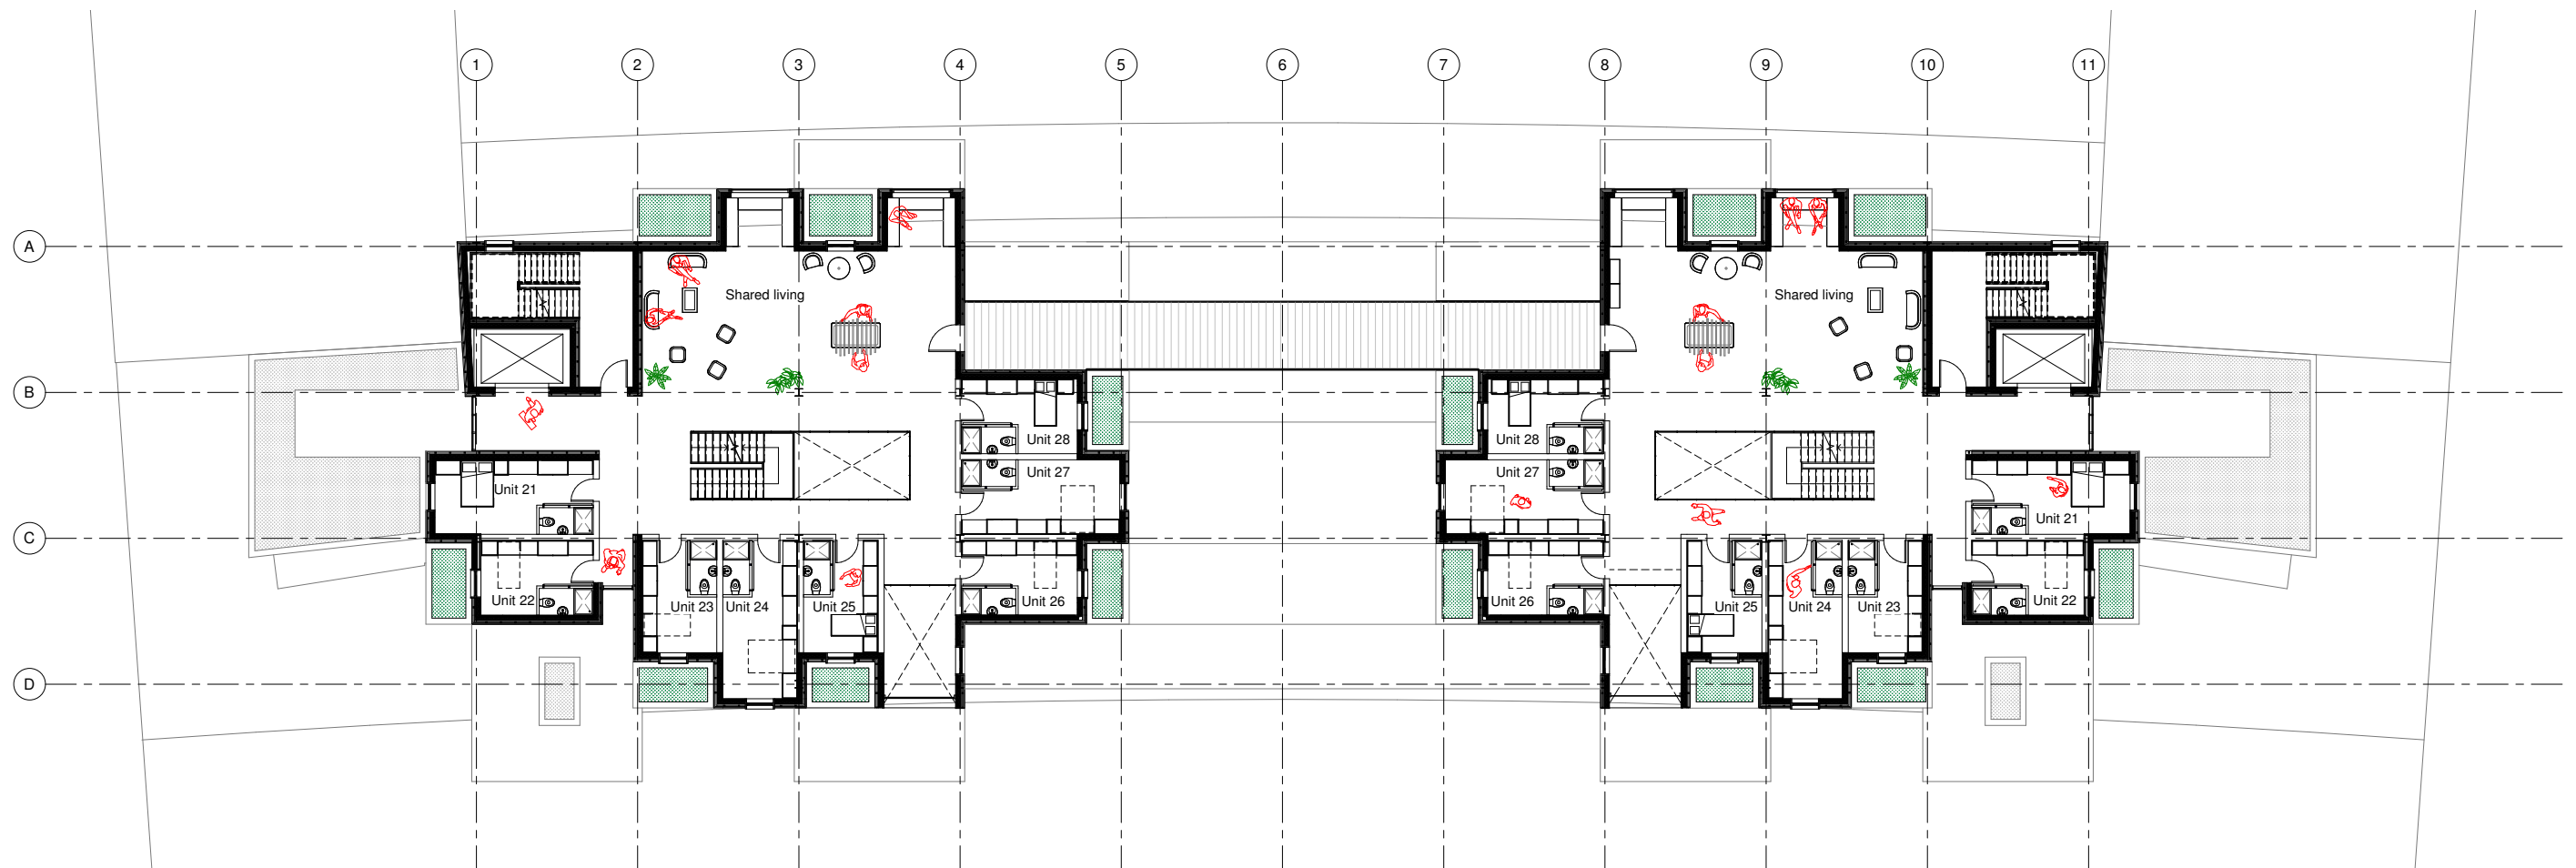 1 2 3 4 5 6 7 8 9 10 11
A
Shared living Shared living
B
Unit 28 Unit 28
Unit 27 Unit 27
Unit 21 Unit 21
C
Unit 22 Unit 23 Unit 24 Unit 25 Unit 26 Unit 26 Unit 25 Unit 24 Unit 23 Unit 22
D